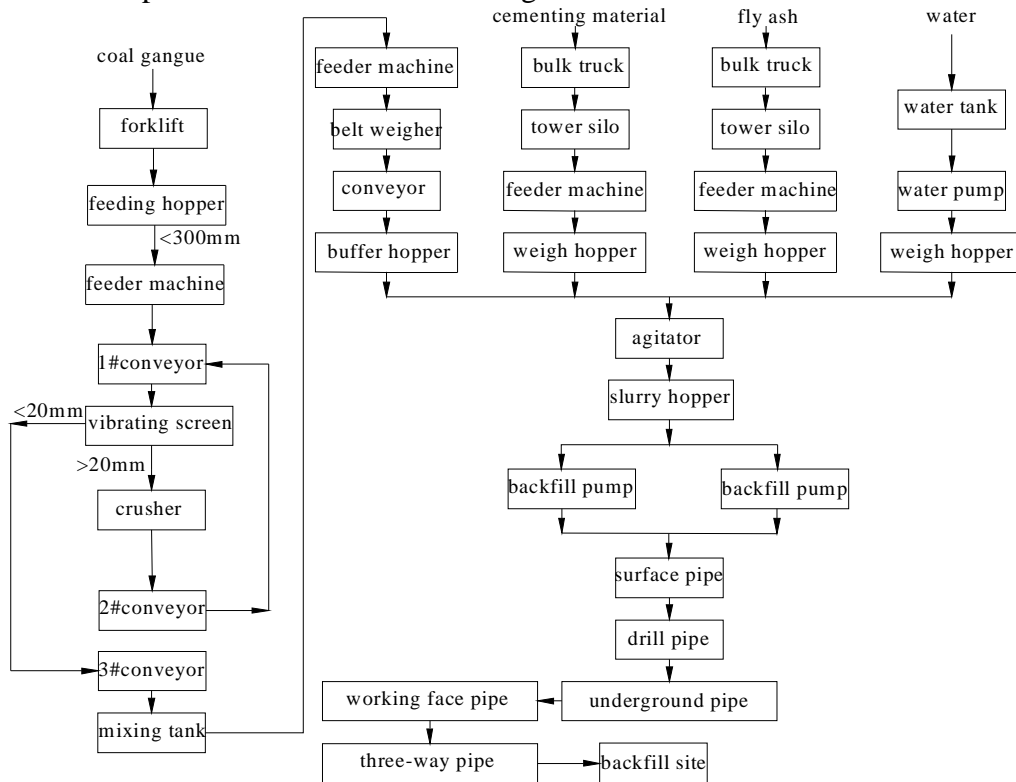 coal gangue
forklift
feeding hopper
<300mm
feeder machine
1#conveyor
<20mm
vibrating screen
>20mm
crusher
2#conveyor
3#conveyor
mixing tank
feeder machine
belt weigher
conveyor
buffer hopper
cementing material
bulk truck
tower silo
feeder machine
weigh hopper
fly ash
bulk truck
tower silo
feeder machine
weigh hopper
water
water tank
water pump
weigh hopper
agitator
slurry hopper
backfill pump
backfill pump
surface pipe
drill pipe
underground pipe
working face pipe
three-way pipe
backfill site